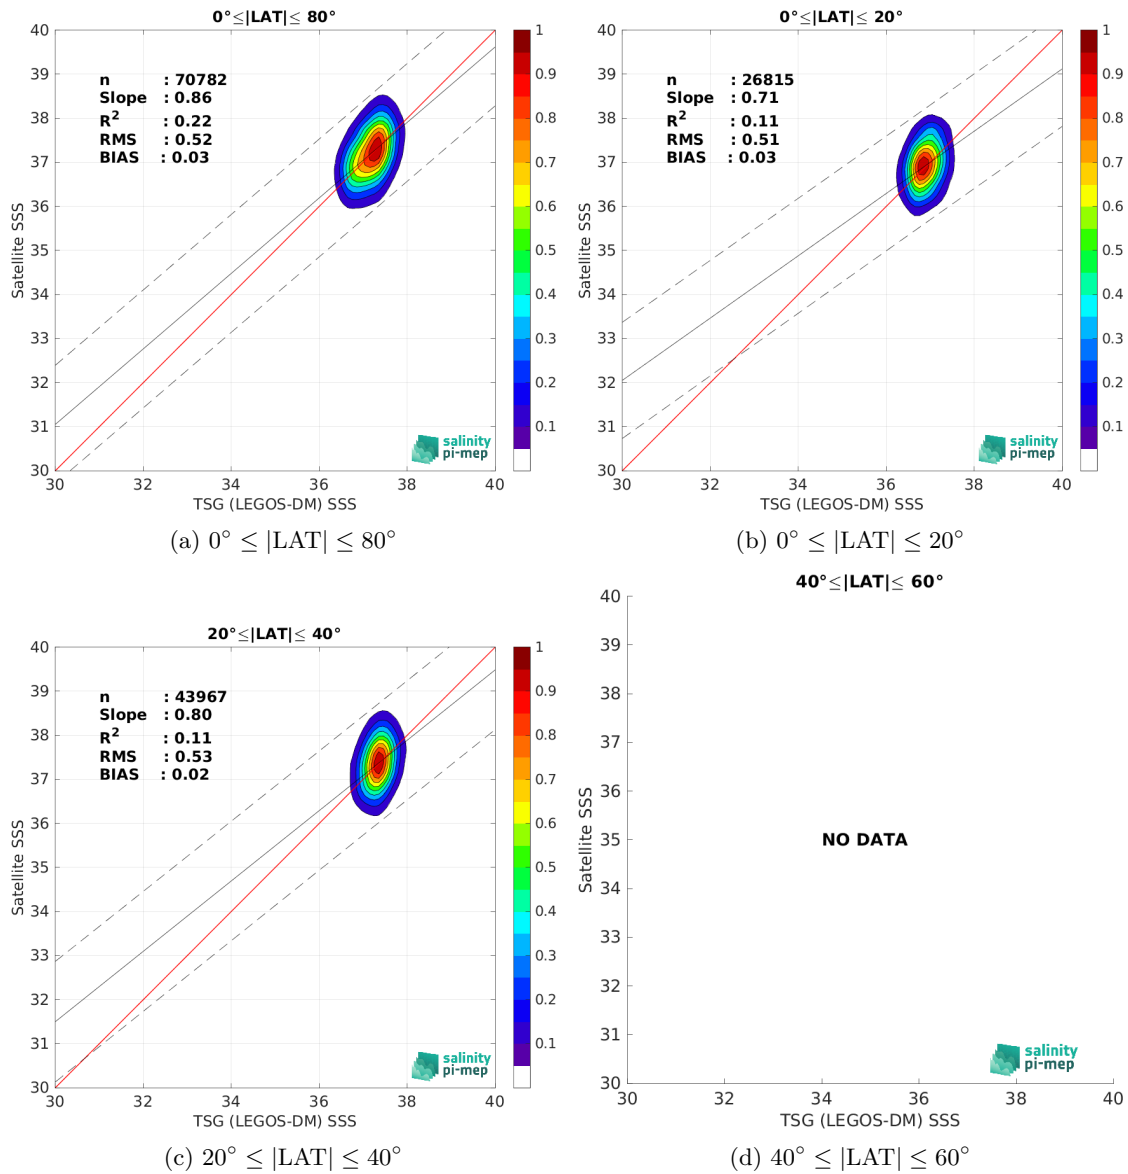 0°≤|LAT|≤ 80°
40
39
38
37
36
35
34
33
32
31
30
Satellite SSS
n : 70782
Slope : 0.86
R² : 0.22
RMS : 0.52
BIAS : 0.03
1
0.9
0.8
0.7
0.6
0.5
0.4
0.3
0.2
0.1
salinity
pi-mep
30 32 34 36 38 40
TSG (LEGOS-DM) SSS
(a) 0° ≤ |LAT| ≤ 80°
0°≤|LAT|≤ 20°
40
39
38
37
36
35
34
33
32
31
30
Satellite SSS
n : 26815
Slope : 0.71
R² : 0.11
RMS : 0.51
BIAS : 0.03
1
0.9
0.8
0.7
0.6
0.5
0.4
0.3
0.2
0.1
salinity
pi-mep
30 32 34 36 38 40
TSG (LEGOS-DM) SSS
(b) 0° ≤ |LAT| ≤ 20°
20°≤|LAT|≤ 40°
40
39
38
37
36
35
34
33
32
31
30
Satellite SSS
n : 43967
Slope : 0.80
R² : 0.11
RMS : 0.53
BIAS : 0.02
1
0.9
0.8
0.7
0.6
0.5
0.4
0.3
0.2
0.1
salinity
pi-mep
30 32 34 36 38 40
TSG (LEGOS-DM) SSS
(c) 20° ≤ |LAT| ≤ 40°
40°≤|LAT|≤ 60°
40
39
38
37
36
35
34
33
32
31
30
Satellite SSS
NO DATA
salinity
pi-mep
30 32 34 36 38 40
TSG (LEGOS-DM) SSS
(d) 40° ≤ |LAT| ≤ 60°